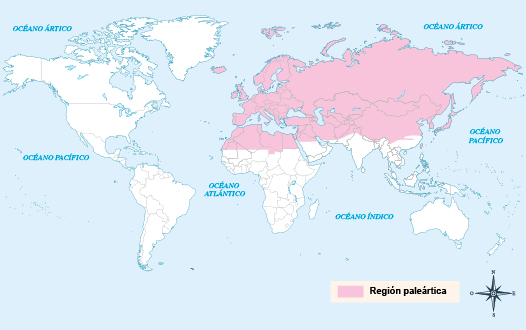 OCÉANO ÁRTICO
OCÉANO ÁRTICO
OCÉANO PACÍFICO
OCÉANO
PACÍFICO
OCÉANO
ATLÁNTICO
OCÉANO ÍNDICO
Región paleártica
N
O
E
S